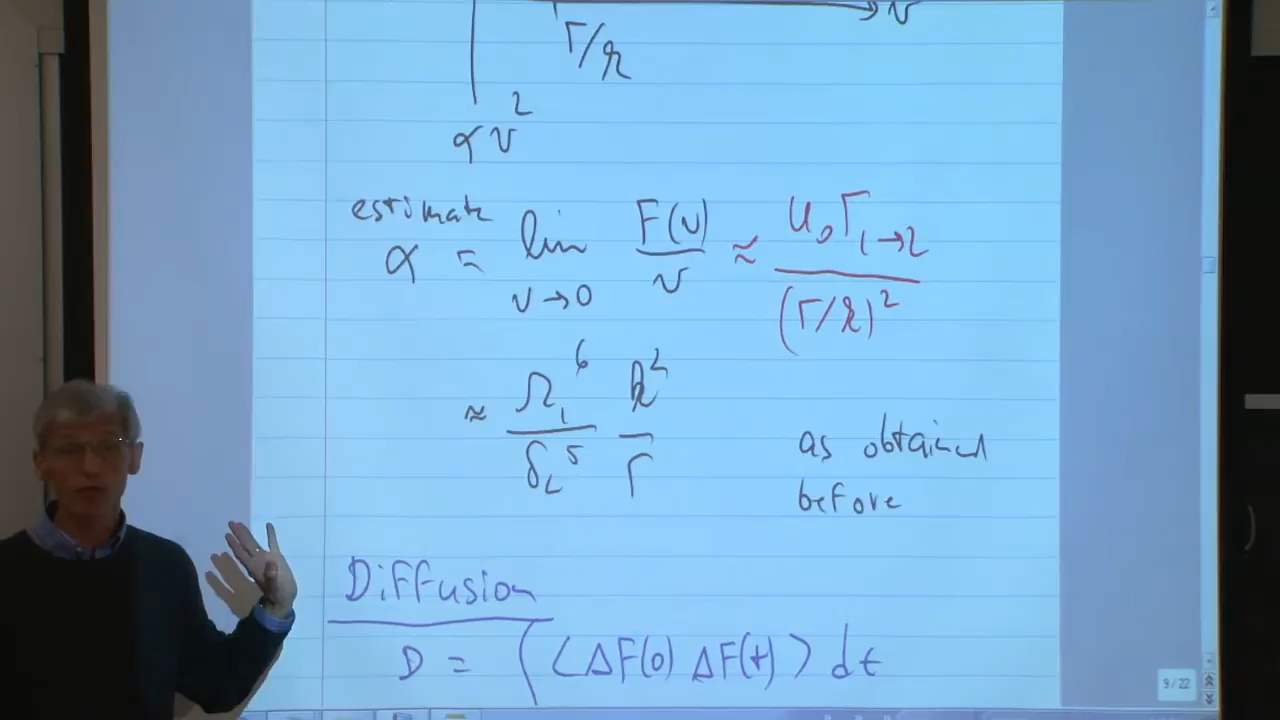 v
Γ/k
αv²
estimate
α = lim v→0 F(v)/v ≈ U₀Γ₁→₂/(Γ/k)²
≈ Ω₁⁶/δ_L⁵ k²/Γ
as obtained
before
Diffusion
D = ∫⟨ΔF(0) ΔF(t)⟩ dt
9/22